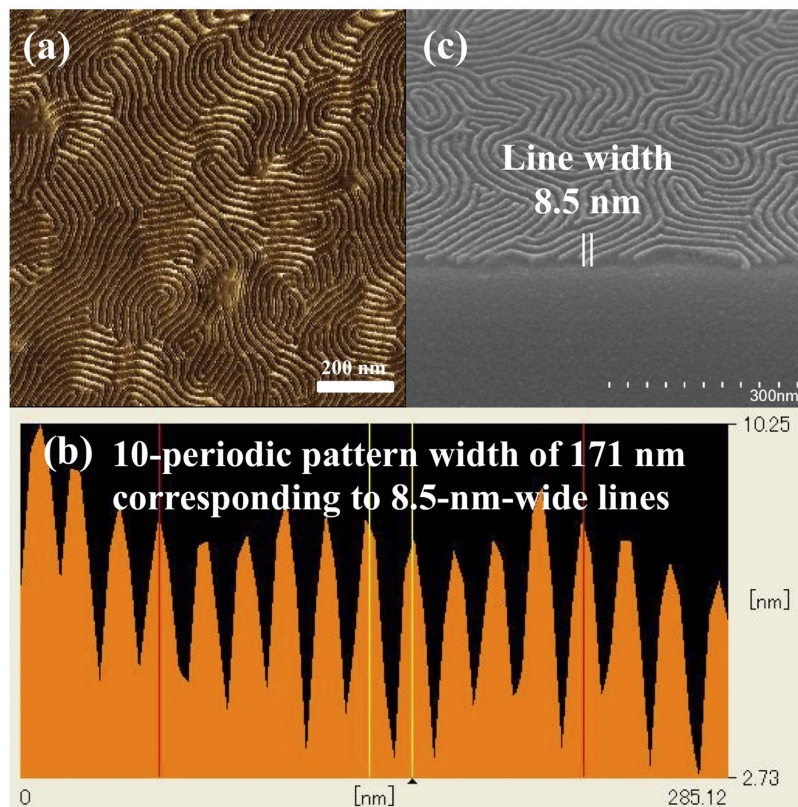 (a)
200 nm
(c)
Line width
8.5 nm
300nm
(b) 10-periodic pattern width of 171 nm
corresponding to 8.5-nm-wide lines
10.25
[nm]
2.73
0
[nm]
285.12